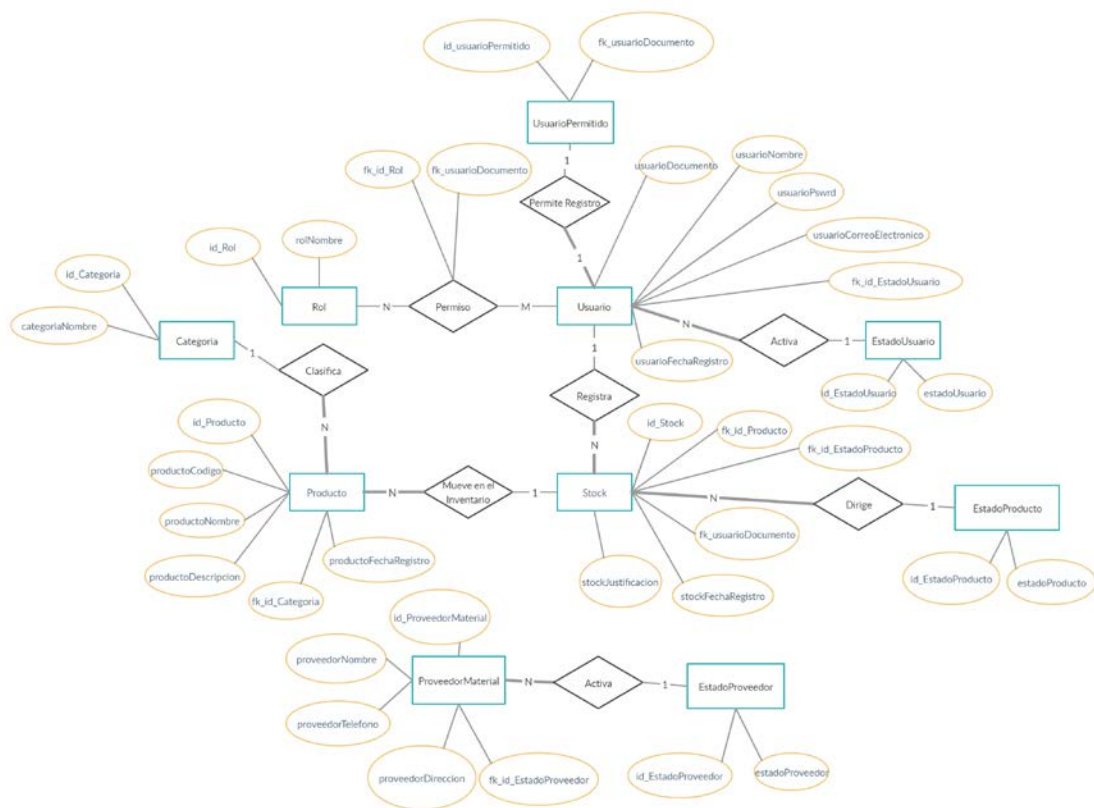 id_usuarioPermitido
fk_usuarioDocumento
UsuarioPermitido
1
fk_id_Rol
fk_usuarioDocumento
usuarioDocumento
usuarioNombre
Permite Registro
usuarioPswrd
id_Rol
rolNombre
usuarioCorreoElectronico
1
id_Categoria
fk_id_EstadoUsuario
Rol
N
Permiso
M
Usuario
categoriaNombre
N
Categoria
1
Activa
1
EstadoUsuario
1
usuarioFechaRegistro
Clasifica
id_EstadoUsuario
estadoUsuario
Registra
id_Producto
N
id_Stock
fk_id_Producto
N
fk_id_EstadoProducto
productoCodigo
Producto
N
Mueve en el
Inventario
1
Stock
N
Dirige
1
EstadoProducto
productoNombre
fk_usuarioDocumento
productoFechaRegistro
productoDescripcion
stockJustificacion
id_EstadoProducto
estadoProducto
fk_id_Categoria
stockFechaRegistro
id_ProveedorMaterial
proveedorNombre
ProveedorMaterial
N
Activa
1
EstadoProveedor
proveedorTelefono
proveedorDireccion
fk_id_EstadoProveedor
id_EstadoProveedor
estadoProveedor